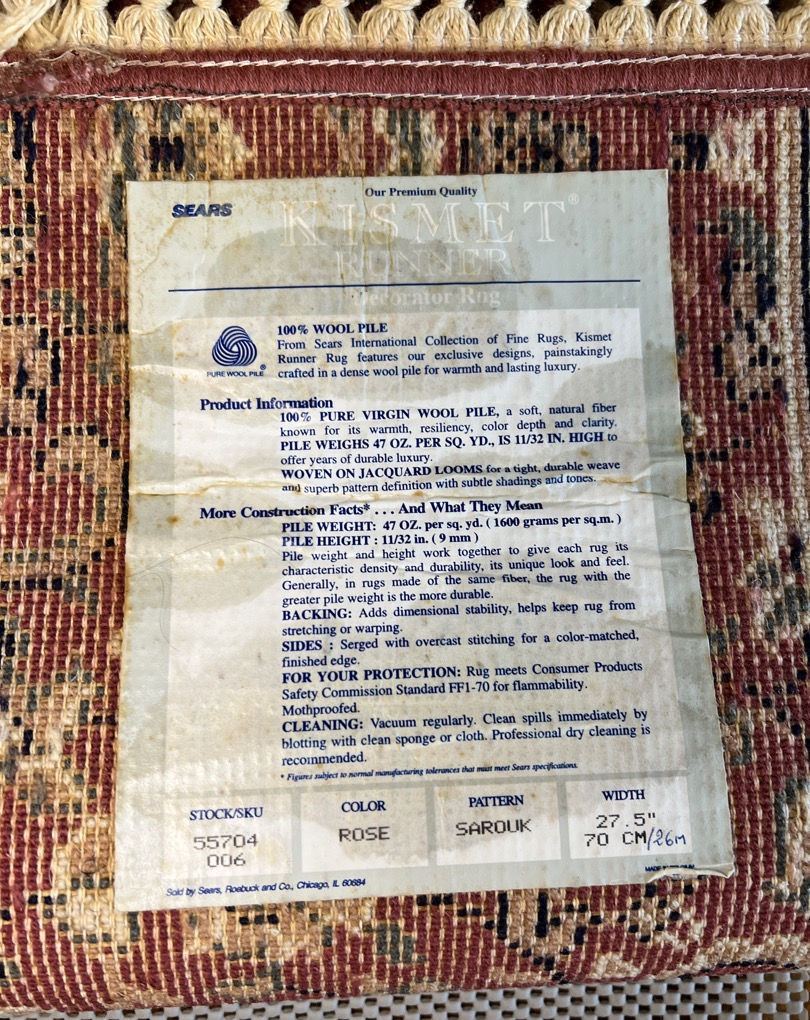 Our Premium Quality
SEARS
KISMET®
RUNNER
Decorator Rug
100% WOOL PILE
From Sears International Collection of Fine Rugs, Kismet
Runner Rug features our exclusive designs, painstakingly
crafted in a dense wool pile for warmth and lasting luxury.
PURE WOOL PILE ®
Product Information
100% PURE VIRGIN WOOL PILE, a soft, natural fiber
known for its warmth, resiliency, color depth and clarity.
PILE WEIGHS 47 OZ. PER SQ. YD., IS 11/32 IN. HIGH to
offer years of durable luxury.
WOVEN ON JACQUARD LOOMS for a tight, durable weave
and superb pattern definition with subtle shadings and tones.
More Construction Facts* . . . And What They Mean
PILE WEIGHT: 47 OZ. per sq. yd. ( 1600 grams per sq.m. )
PILE HEIGHT : 11/32 in. ( 9 mm )
Pile weight and height work together to give each rug its
characteristic density and durability, its unique look and feel.
Generally, in rugs made of the same fiber, the rug with the
greater pile weight is the more durable.
BACKING: Adds dimensional stability, helps keep rug from
stretching or warping.
SIDES : Serged with overcast stitching for a color-matched,
finished edge.
FOR YOUR PROTECTION: Rug meets Consumer Products
Safety Commission Standard FF1-70 for flammability.
Mothproofed.
CLEANING: Vacuum regularly. Clean spills immediately by
blotting with clean sponge or cloth. Professional dry cleaning is
recommended.
* Figures subject to normal manufacturing tolerances that must meet Sears specifications.
STOCK/SKU
55704
006
COLOR
ROSE
PATTERN
SAROUK
WIDTH
27.5"
70 CM/26M
MADE
Sold by Sears, Roebuck and Co., Chicago, IL 60684